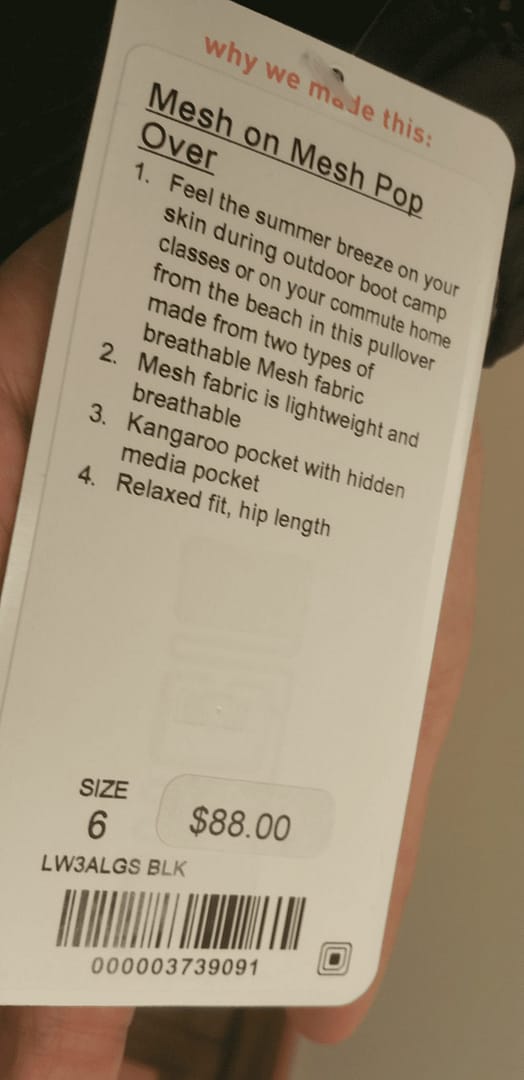 why we made this:
Mesh on Mesh Pop
Over
1. Feel the summer breeze on your
skin during outdoor boot camp
classes or on your commute home
from the beach in this pullover
made from two types of
breathable Mesh fabric
2. Mesh fabric is lightweight and
breathable
3. Kangaroo pocket with hidden
media pocket
4. Relaxed fit, hip length
SIZE
6
$88.00
LW3ALGS BLK
000003739091